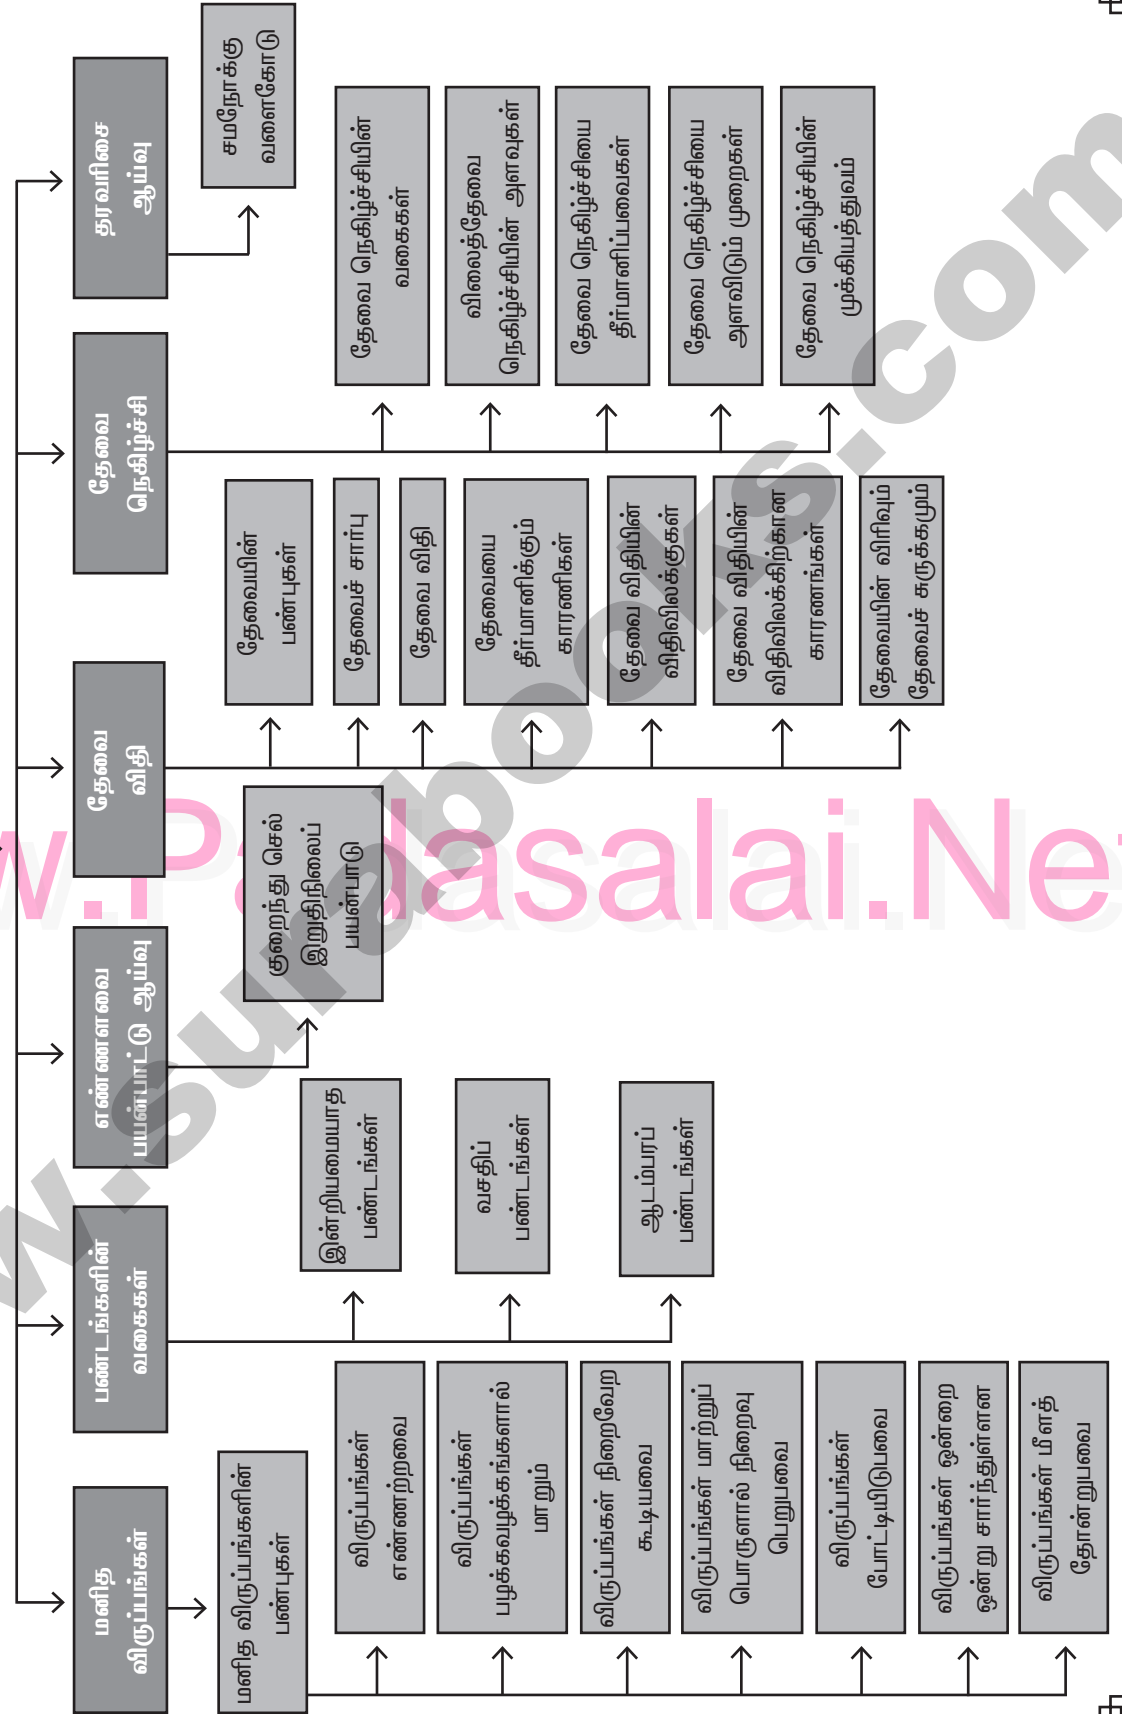 மனித
விருப்பங்கள்
பண்டங்களின்
வகைகள்
எண்ணளவை
பயன்பாட்டு ஆய்வு
தேவை
விதி
தேவை
நெகிழ்ச்சி
தரவரிசை
ஆய்வு
மனித விருப்பங்களின்
பண்புகள்
விருப்பங்கள்
எண்ணற்றவை
விருப்பங்கள்
பழக்கவழக்கங்களால்
மாறும்
விருப்பங்கள் நிறைவேற
கூடியவை
விருப்பங்கள் மாற்றுப்
பொருளால் நிறைவு
பெறுபவை
விருப்பங்கள்
போட்டியிடுபவை
விருப்பங்கள் ஒன்றை
ஒன்று சார்ந்துள்ளன
விருப்பங்கள் மீளத்
தோன்றுபவை
இன்றியமையாத
பண்டங்கள்
வசதிப்
பண்டங்கள்
ஆடம்பரப்
பண்டங்கள்
குறைந்து செல்
இறுதிநிலைப்
பயன்பாடு
தேவையின்
பண்புகள்
தேவைச் சார்பு
தேவை விதி
தேவையை
தீர்மானிக்கும்
காரணிகள்
தேவை விதியின்
விதிவிலக்குகள்
தேவை விதியின்
விதிவிலக்கிற்கான
காரணங்கள்
தேவையின் விரிவும்
தேவைச் சுருக்கமும்
தேவை நெகிழ்ச்சியின்
வகைகள்
விலைத்தேவை
நெகிழ்ச்சியின் அளவுகள்
தேவை நெகிழ்ச்சியை
தீர்மானிப்பவைகள்
தேவை நெகிழ்ச்சியை
அளவிடும் முறைகள்
தேவை நெகிழ்ச்சியின்
முக்கியத்துவம்
சமநோக்கு
வளைகோடு
w.Padasalai.Net
w.surabooks.com